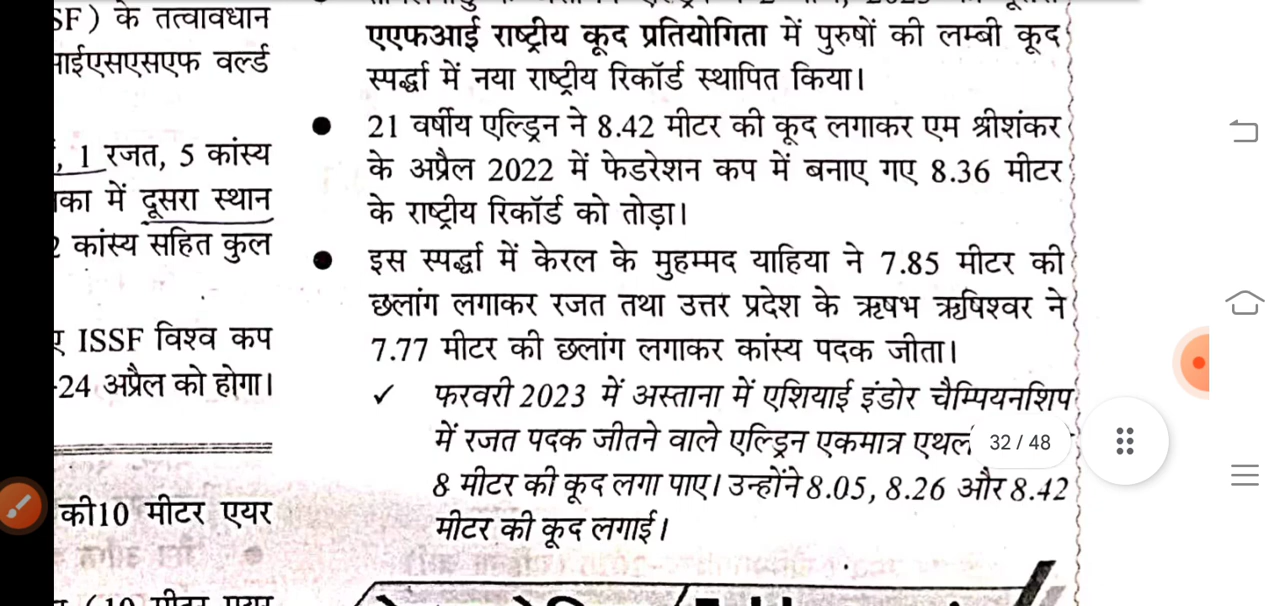 SF) के तत्वावधान
आईएसएसएफ वर्ल्ड
, 1 रजत, 5 कांस्य
में दूसरा स्थान
2 कांस्य सहित कुल
ISSF विश्व कप
-24 अप्रैल को होगा।
की10 मीटर एयर
एएफआई राष्ट्रीय कूद प्रतियोगिता में पुरुषों की लम्बी कूद
स्पर्द्धा में नया राष्ट्रीय रिकॉर्ड स्थापित किया।
● 21 वर्षीय एल्ड्रिन ने 8.42 मीटर की कूद लगाकर एम श्रीशंकर
के अप्रैल 2022 में फेडरेशन कप में बनाए गए 8.36 मीटर
के राष्ट्रीय रिकॉर्ड को तोड़ा।
● इस स्पर्द्धा में केरल के मुहम्मद याहिया ने 7.85 मीटर की
छलांग लगाकर रजत तथा उत्तर प्रदेश के ऋषभ ऋषिश्वर ने
7.77 मीटर की छलांग लगाकर कांस्य पदक जीता।
✓ फरवरी 2023 में अस्ताना में एशियाई इंडोर चैम्पियनशिप
में रजत पदक जीतने वाले एल्ड्रिन एकमात्र
8 मीटर की कूद लगा पाए। उन्होंने 8.05, 8.26 और 8.42
मीटर की कूद लगाई।
32 / 48